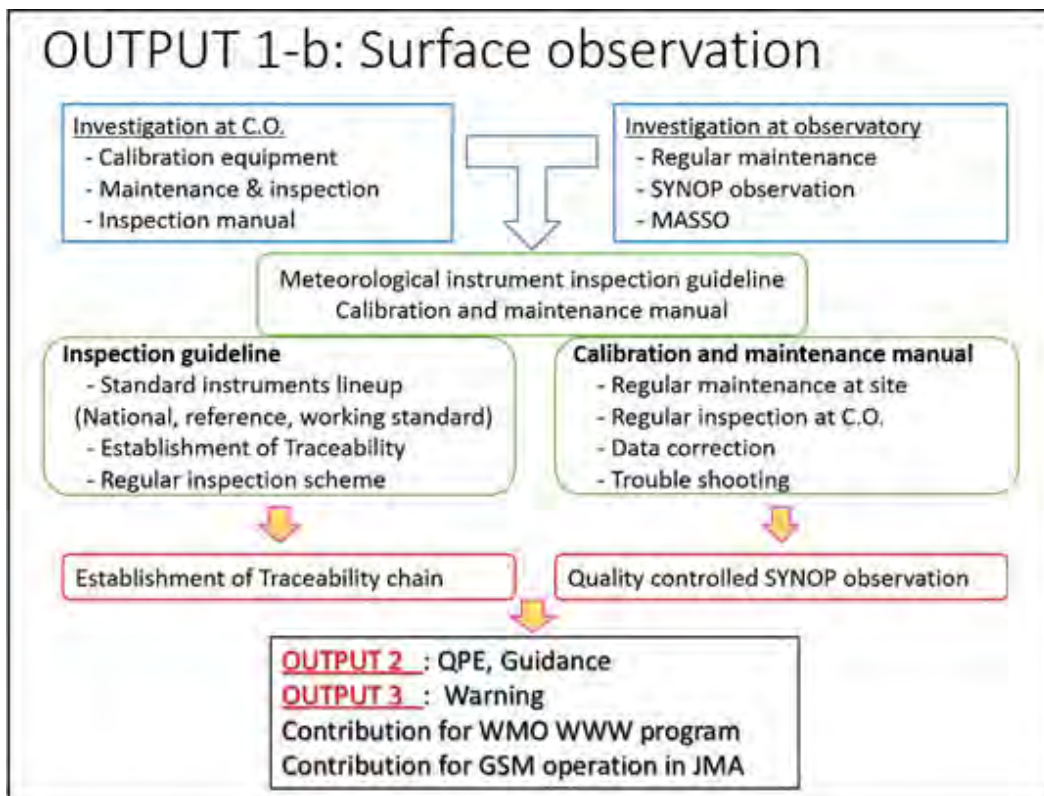 OUTPUT 1-b: Surface observation
Investigation at C.O.
- Calibration equipment
- Maintenance & inspection
- Inspection manual
Investigation at observatory
- Regular maintenance
- SYNOP observation
- MASSO
Meteorological instrument inspection guideline
Calibration and maintenance manual
Inspection guideline
- Standard instruments lineup
(National, reference, working standard)
- Establishment of Traceability
- Regular inspection scheme
Calibration and maintenance manual
- Regular maintenance at site
- Regular inspection at C.O.
- Data correction
- Trouble shooting
Establishment of Traceability chain
Quality controlled SYNOP observation
OUTPUT 2 : QPE, Guidance
OUTPUT 3 : Warning
Contribution for WMO WWW program
Contribution for GSM operation in JMA